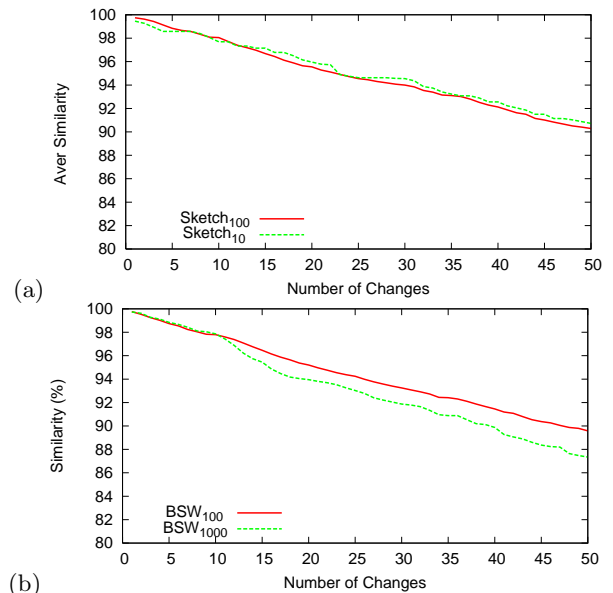 100
98
96
94
92
90
88
86
84
82
80
Aver Similarity
Sketch100
Sketch10
0 5 10 15 20 25 30 35 40 45 50
Number of Changes
(a)
100
98
96
94
92
90
88
86
84
82
80
Similarity (%)
BSW100
BSW1000
0 5 10 15 20 25 30 35 40 45 50
Number of Changes
(b)